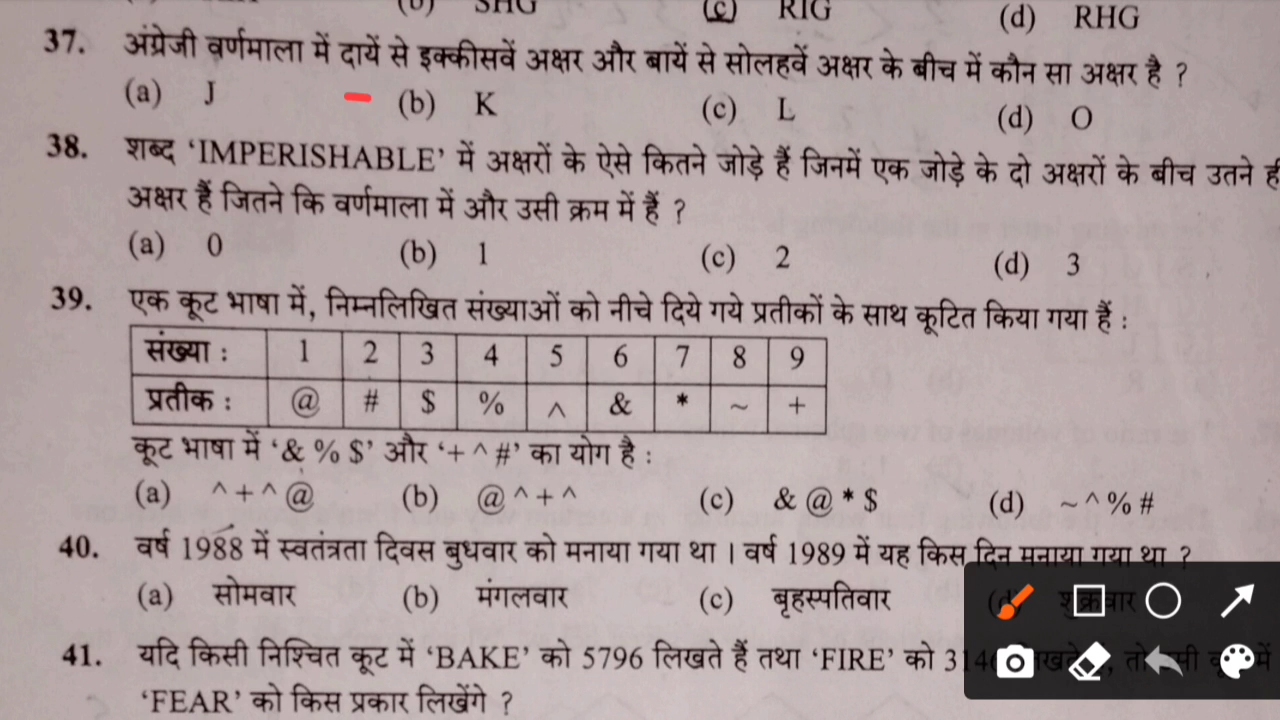 (b) SHG (c) RIG (d) RHG
37. अंग्रेजी वर्णमाला में दायें से इक्कीसवें अक्षर और बायें से सोलहवें अक्षर के बीच में कौन सा अक्षर है ?
(a) J (b) K (c) L (d) O
38. शब्द ‘IMPERISHABLE’ में अक्षरों के ऐसे कितने जोड़े हैं जिनमें एक जोड़े के दो अक्षरों के बीच उतने ही
अक्षर हैं जितने कि वर्णमाला में और उसी क्रम में हैं ?
(a) 0 (b) 1 (c) 2 (d) 3
39. एक कूट भाषा में, निम्नलिखित संख्याओं को नीचे दिये गये प्रतीकों के साथ कूटित किया गया हैं :
संख्या : 1 2 3 4 5 6 7 8 9
प्रतीक : @ # $ % ^ & * ~ +
कूट भाषा में ‘& % $’ और ‘+ ^ #’ का योग है :
(a) ^ + ^ @ (b) @ ^ + ^ (c) & @ * $ (d) ~ ^ % #
40. वर्ष 1988 में स्वतंत्रता दिवस बुधवार को मनाया गया था । वर्ष 1989 में यह किस दिन मनाया गया था ?
(a) सोमवार (b) मंगलवार (c) बृहस्पतिवार (d) शुक्रवार
41. यदि किसी निश्चित कूट में ‘BAKE’ को 5796 लिखते हैं तथा ‘FIRE’ को 3146 लिखते, तो उसी में
‘FEAR’ को किस प्रकार लिखेंगे ?